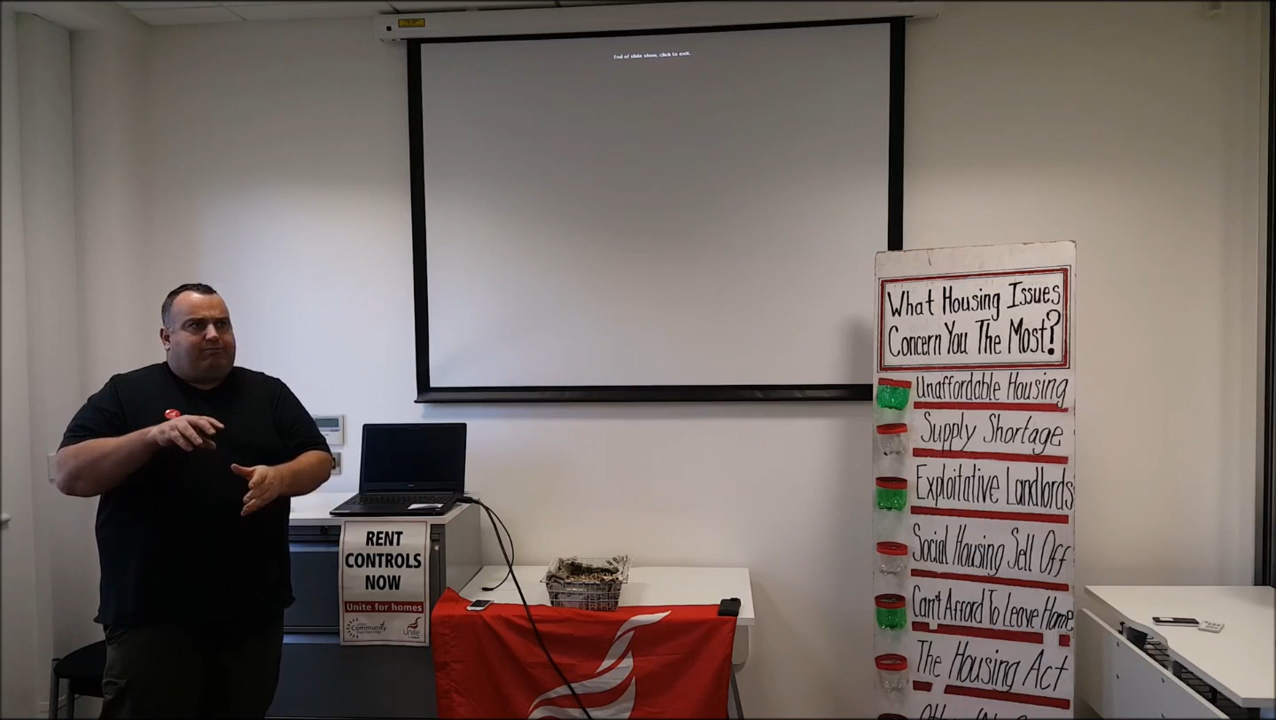 End of slide show, click to exit.
What Housing Issues
Concern You The Most?
Unaffordable Housing
Supply Shortage
Exploitative Landlords
Social Housing Sell Off
Can't Afford To Leave Home
The Housing Act
RENT
CONTROLS
NOW
Unite for homes
Community
unite